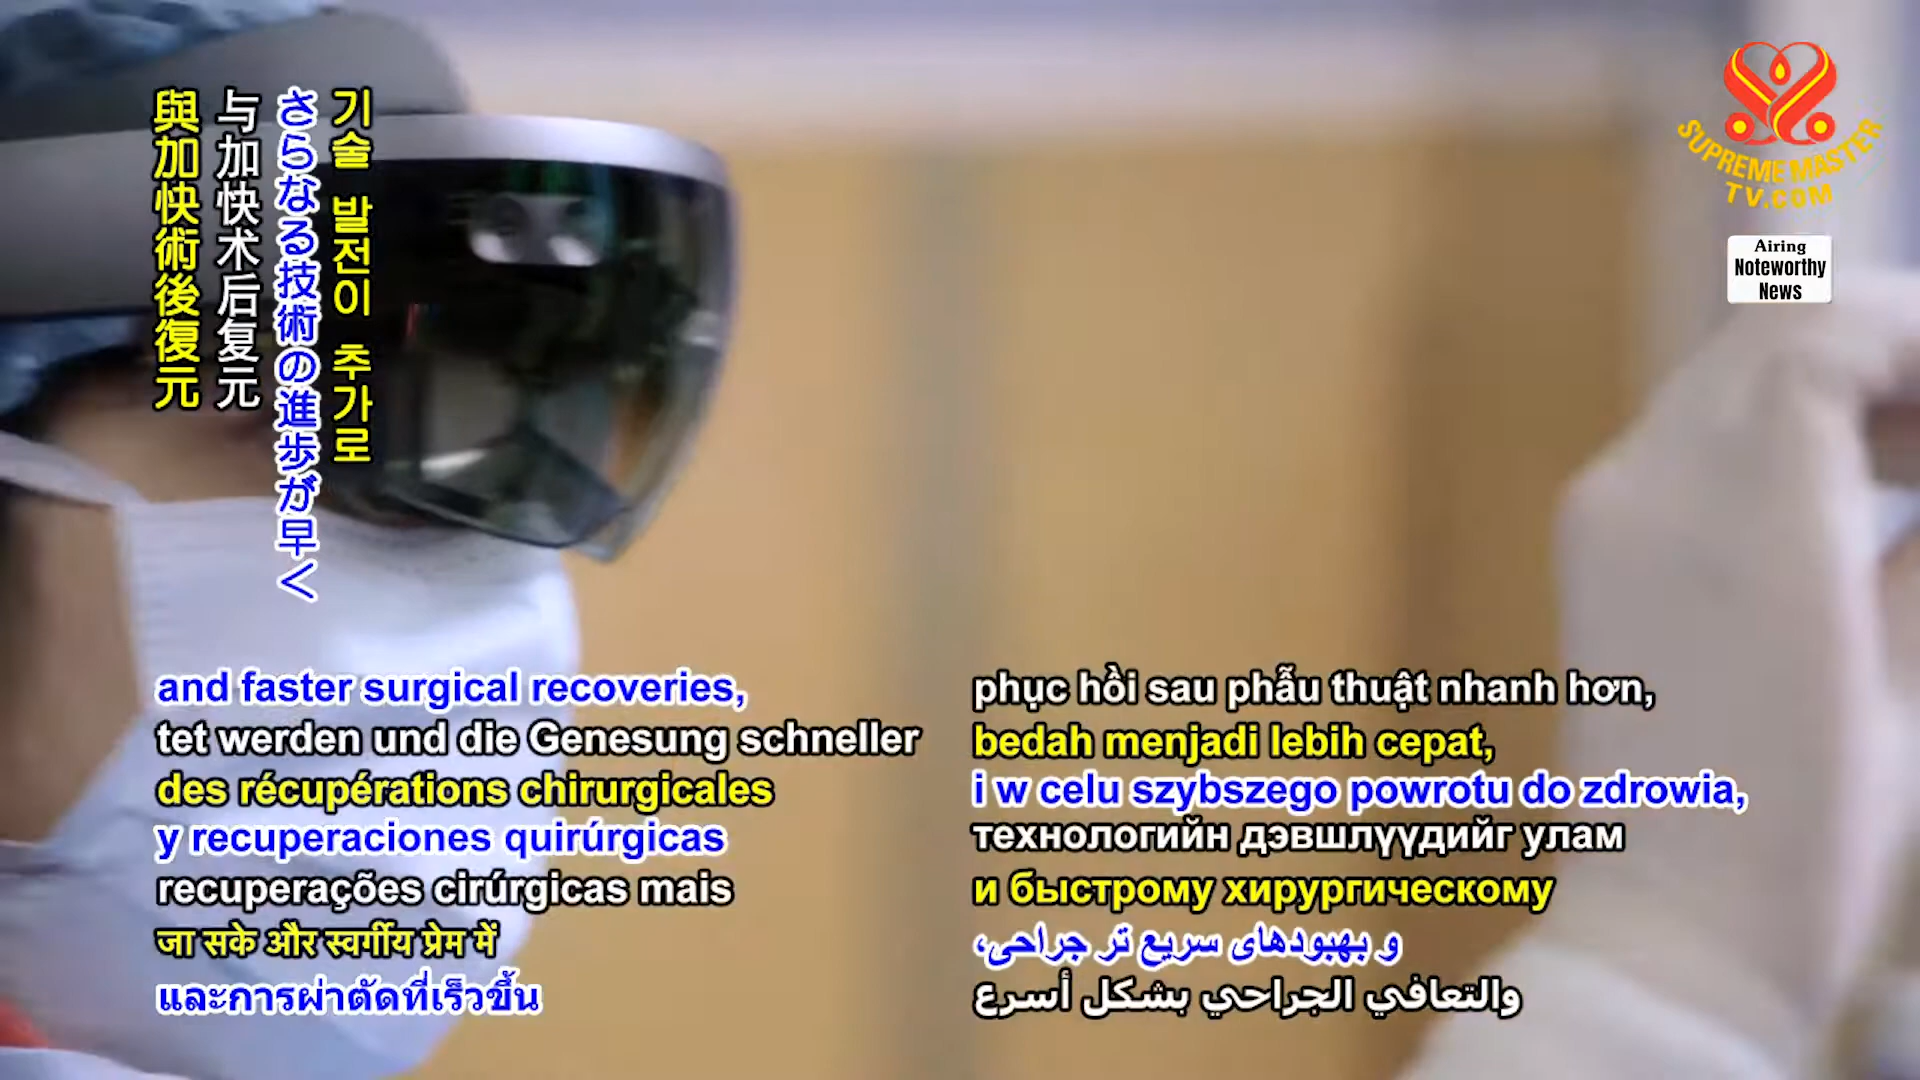 與加快術後復元
与加快术后复元
さらなる技術の進歩が早く
기술 발전이 추가로
SUPREME MASTER
TV.COM
Airing
Noteworthy
News
and faster surgical recoveries,
tet werden und die Genesung schneller
des récupérations chirurgicales
y recuperaciones quirúrgicas
recuperações cirúrgicas mais
जा सके और स्वर्गीय प्रेम में
และการผ่าตัดที่เร็วขึ้น
phục hồi sau phẫu thuật nhanh hơn,
bedah menjadi lebih cepat,
i w celu szybszego powrotu do zdrowia,
технологийн дэвшлүүдийг улам
и быстрому хирургическому
و بهبودهای سریع تر جراحی،
والتعافي الجراحي بشكل أسرع